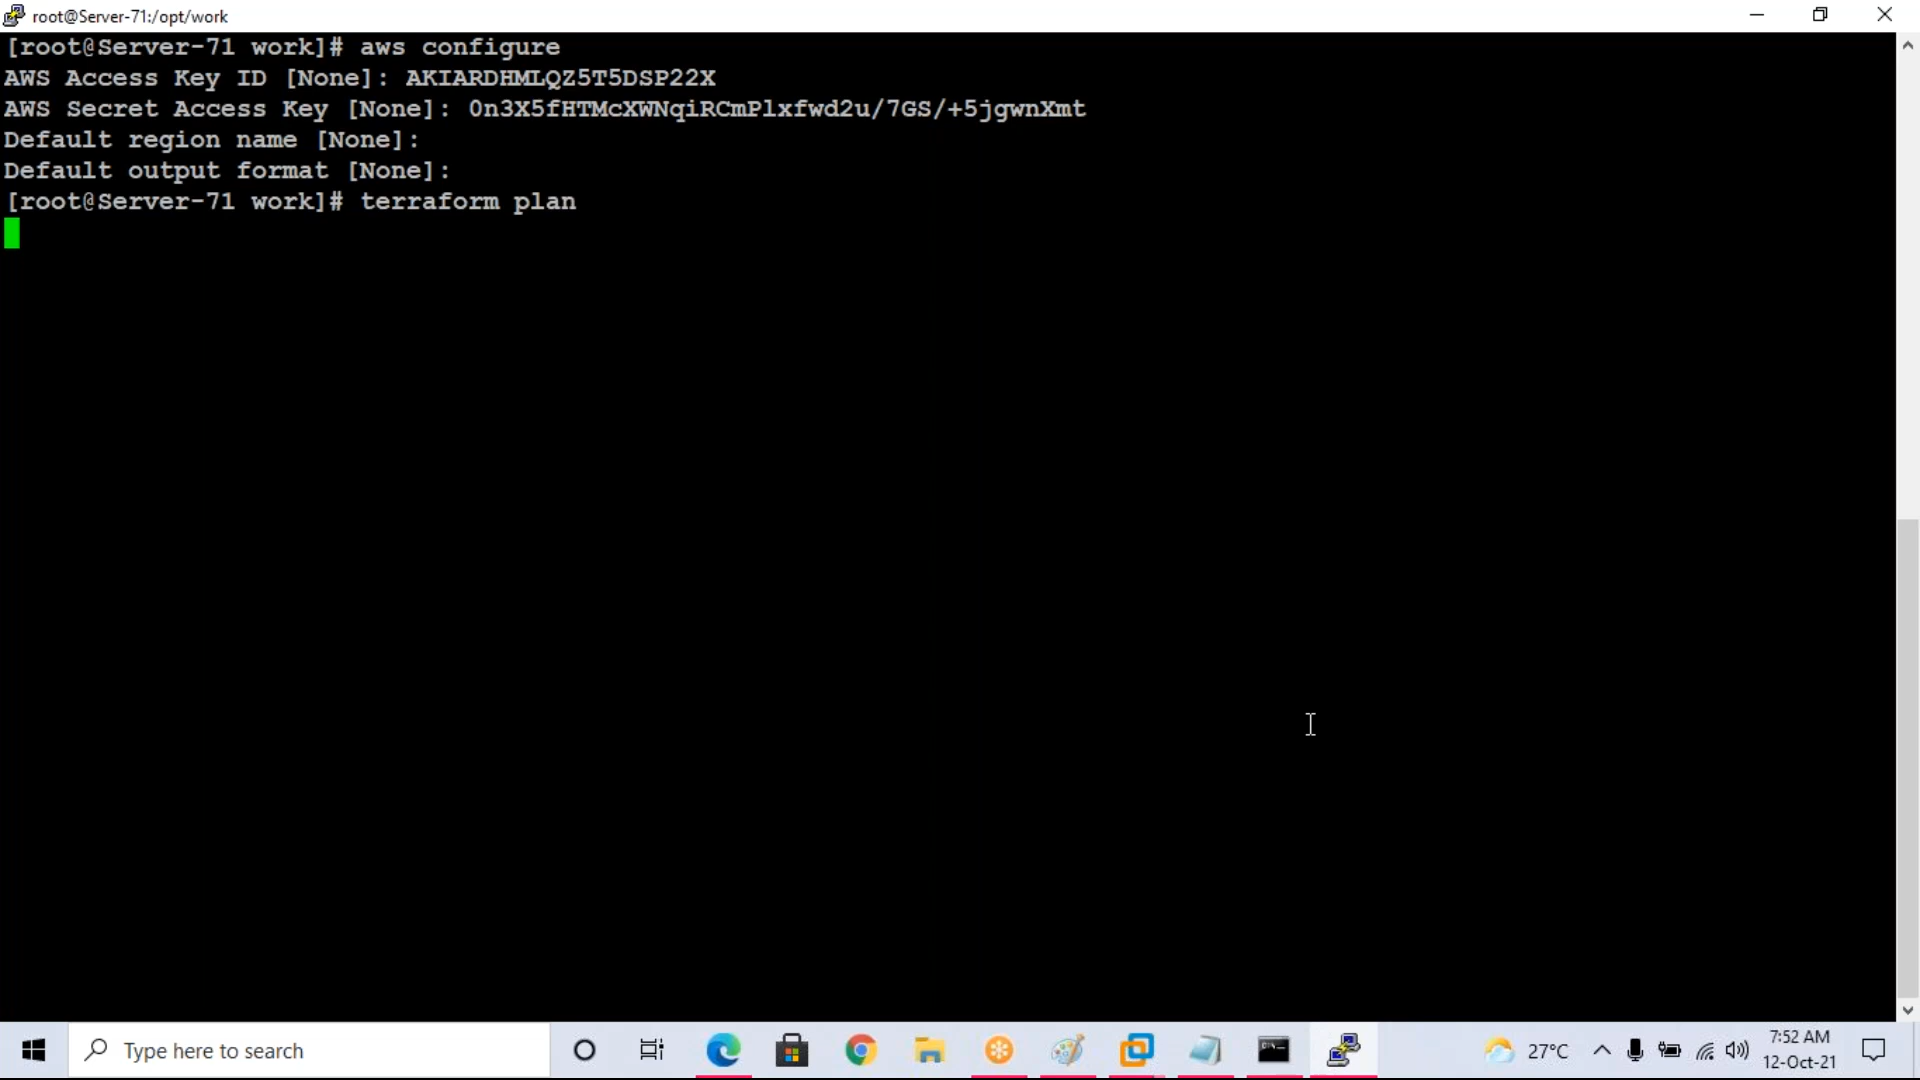 root@Server-71:/opt/work
[root@Server-71 work]# aws configure
AWS Access Key ID [None]: AKIARDHMLQZ5T5DSP22X
AWS Secret Access Key [None]: 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
Default region name [None]:
Default output format [None]:
[root@Server-71 work]# terraform plan
Type here to search
27°C
7:52 AM
12-Oct-21